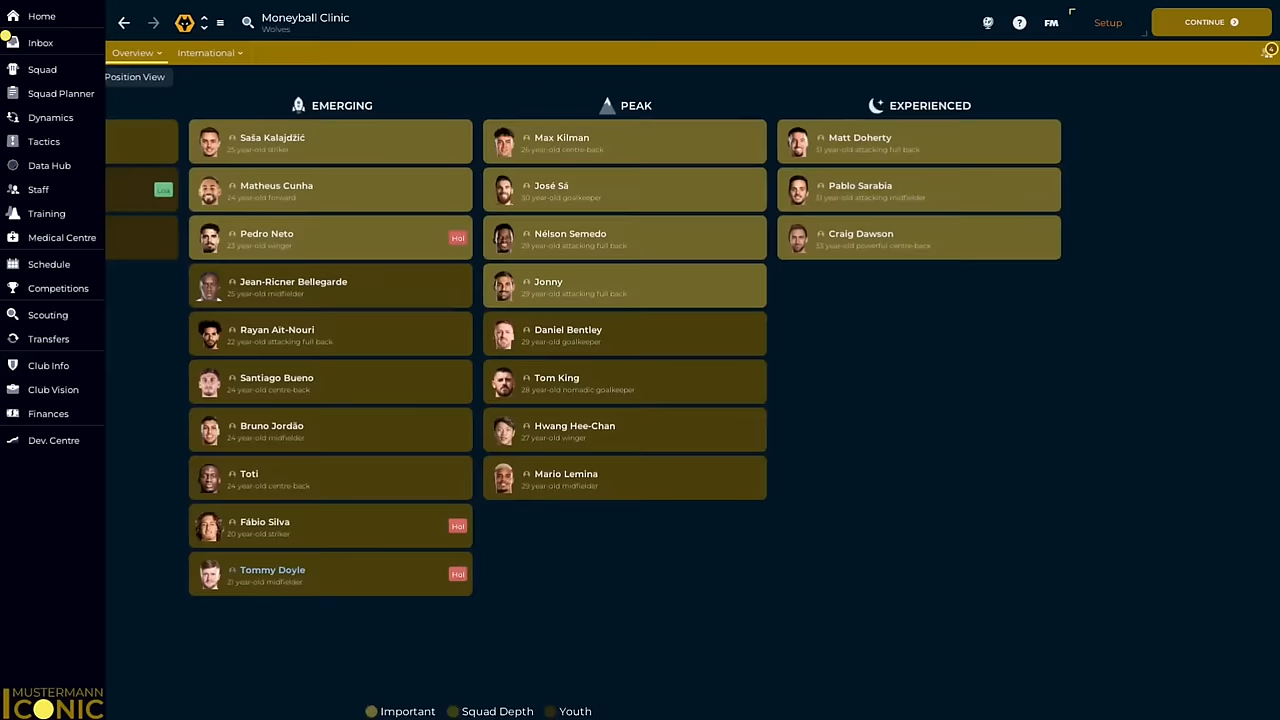 Home
Inbox
Squad
Squad Planner
Dynamics
Tactics
Data Hub
Staff
Training
Medical Centre
Schedule
Competitions
Scouting
Transfers
Club Info
Club Vision
Finances
Dev. Centre
MUSTERMANN
ICONIC
Moneyball Clinic
Wolves
?
FM
Setup
CONTINUE
Overview
International
4
Position View
Loa
EMERGING
Saša Kalajdžić
25 year-old striker
Matheus Cunha
24 year-old forward
Pedro Neto
23 year-old winger
Hol
Jean-Ricner Bellegarde
25 year-old midfielder
Rayan Aït-Nouri
22 year-old attacking full back
Santiago Bueno
24 year-old centre-back
Bruno Jordão
24 year-old midfielder
Toti
24 year-old centre-back
Fábio Silva
20 year-old striker
Hol
Tommy Doyle
21 year-old midfielder
Hol
PEAK
Max Kilman
26 year-old centre-back
José Sá
30 year-old goalkeeper
Nélson Semedo
29 year-old attacking full back
Jonny
29 year-old attacking full back
Daniel Bentley
29 year-old goalkeeper
Tom King
28 year-old nomadic goalkeeper
Hwang Hee-Chan
27 year-old winger
Mario Lemina
29 year-old midfielder
EXPERIENCED
Matt Doherty
31 year-old attacking full back
Pablo Sarabia
31 year-old attacking midfielder
Craig Dawson
33 year-old powerful centre-back
Important
Squad Depth
Youth